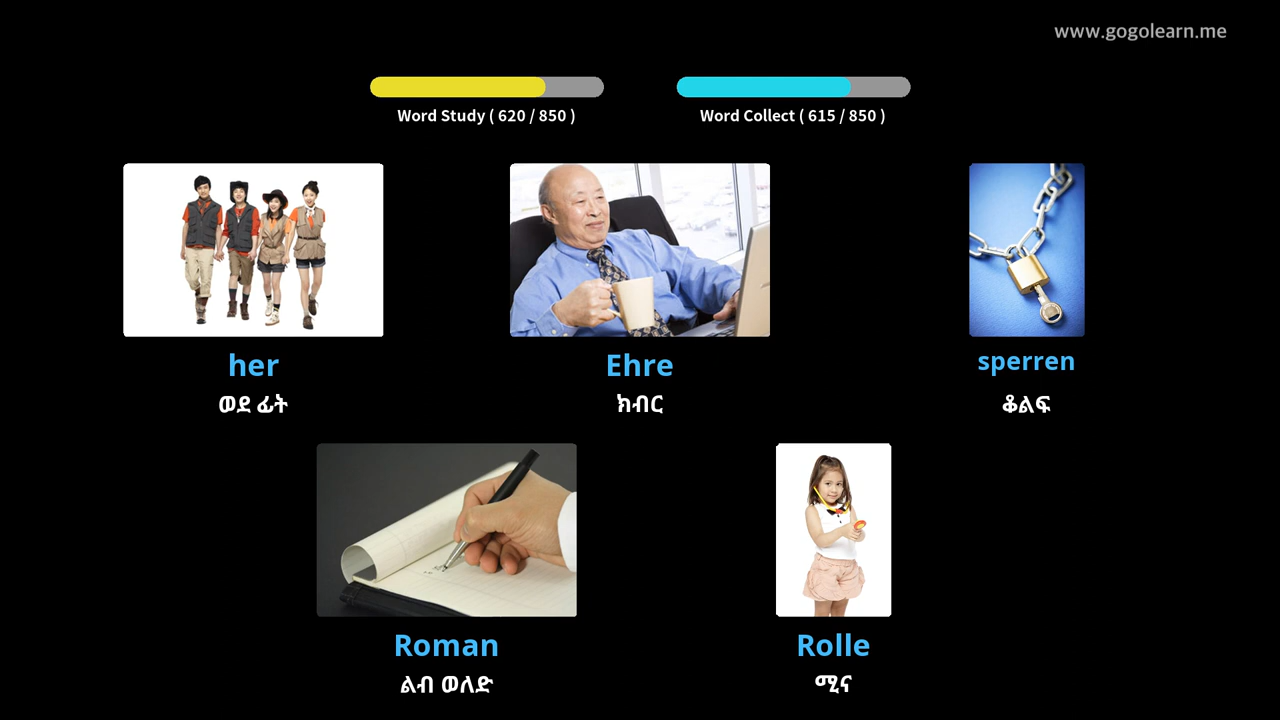 www.gogolearn.me
Word Study ( 620 / 850 )
Word Collect ( 615 / 850 )
her
ወደ ፊት
Ehre
ክብር
sperren
ቆልፍ
Roman
ልብ ወለድ
Rolle
ሚና